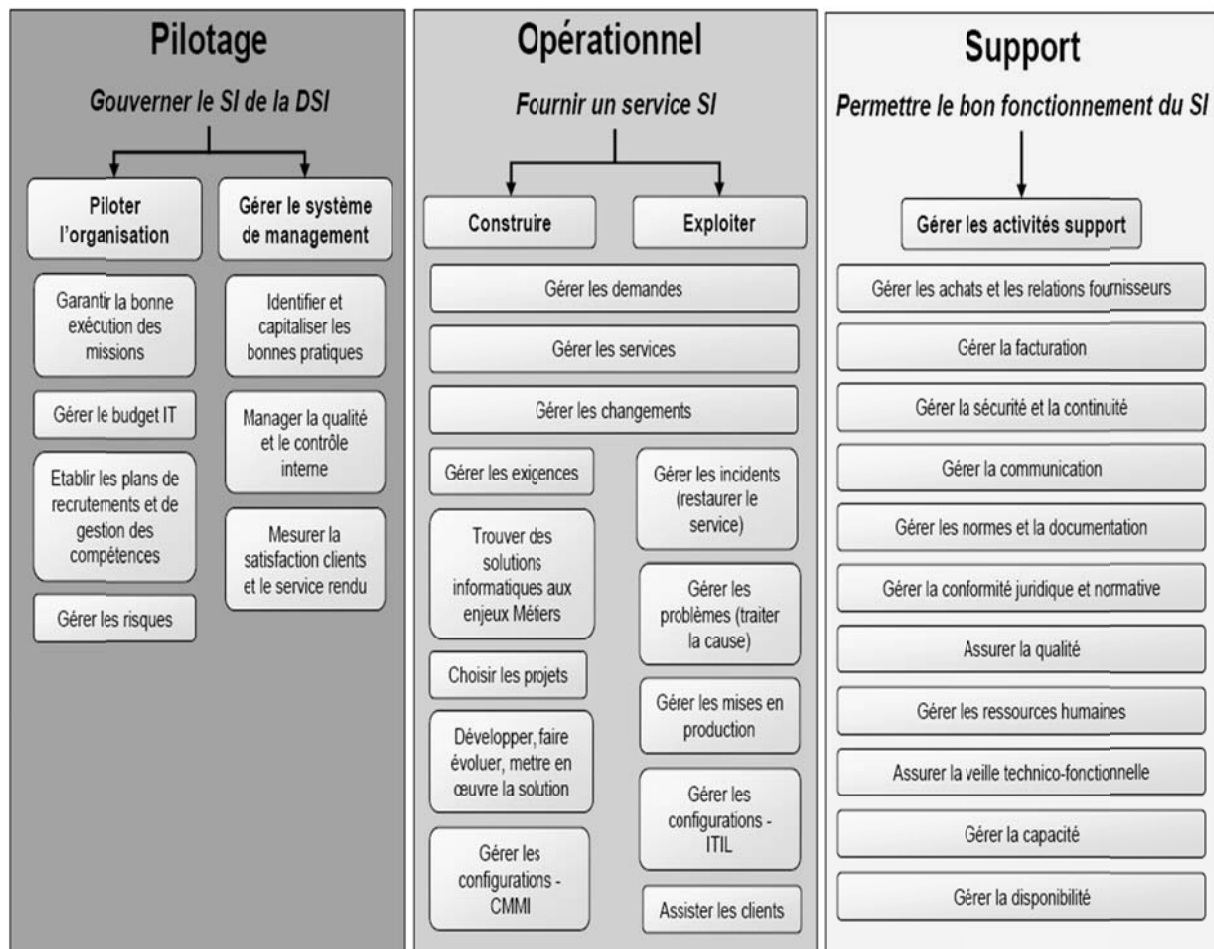 Pilotage
Gouverner le SI de la DSI
Piloter
l'organisation
Garantir la bonne
exécution des
missions
Gérer le budget IT
Etablir les plans de
recrutements et de
gestion des
compétences
Gérer les risques
Gérer le système
de management
Identifier et
capitaliser les
bonnes pratiques
Manager la qualité
et le contrôle
interne
Mesurer la
satisfaction clients
et le service rendu
Opérationnel
Fournir un service SI
Construire
Exploiter
Gérer les demandes
Gérer les services
Gérer les changements
Gérer les exigences
Trouver des
solutions
informatiques aux
enjeux Métiers
Choisir les projets
Développer, faire
évoluer, metre en
œuvre la solution
Gérer les
configurations -
CMMI
Gérer les incidents
(restaurer le
service)
Gérer les
problèmes (traiter
la cause)
Gérer les mises en
production
Gérer les
configurations -
ITIL
Assister les clients
Support
Permettre le bon fonctionnement du SI
Gérer les activités support
Gérer les achats et les relations fournisseurs
Gérer la facturation
Gérer la sécurité et la continuité
Gérer la communication
Gérer les normes et la documentation
Gérer la conformité juridique et normative
Assurer la qualité
Gérer les ressources humaines
Assurer la veille technico-fonctionnelle
Gérer la capacité
Gérer la disponibilité